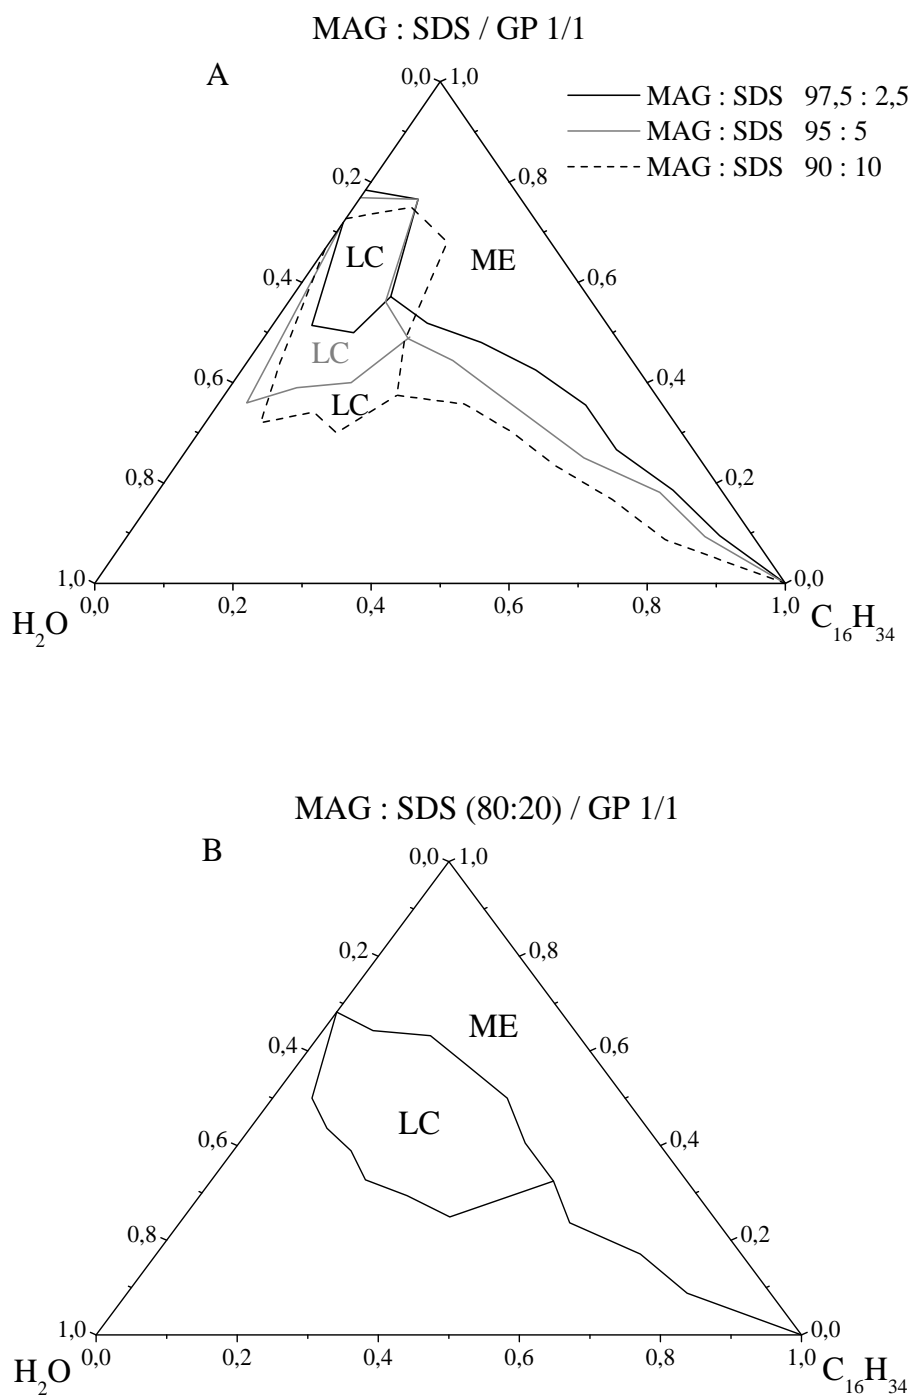 MAG : SDS / GP 1/1
A
0,0 1,0
MAG : SDS 97,5 : 2,5
MAG : SDS 95 : 5
MAG : SDS 90 : 10
0,2 0,8
LC ME
0,4 0,6
LC
0,6 0,4
LC
0,8 0,2
1,0 0,0
0,0 0,2 0,4 0,6 0,8 1,0
H2O C16H34
MAG : SDS (80:20) / GP 1/1
B
0,0 1,0
0,2 0,8
ME
0,4 0,6
LC
0,6 0,4
0,8 0,2
1,0 0,0
0,0 0,2 0,4 0,6 0,8 1,0
H2O C16H34